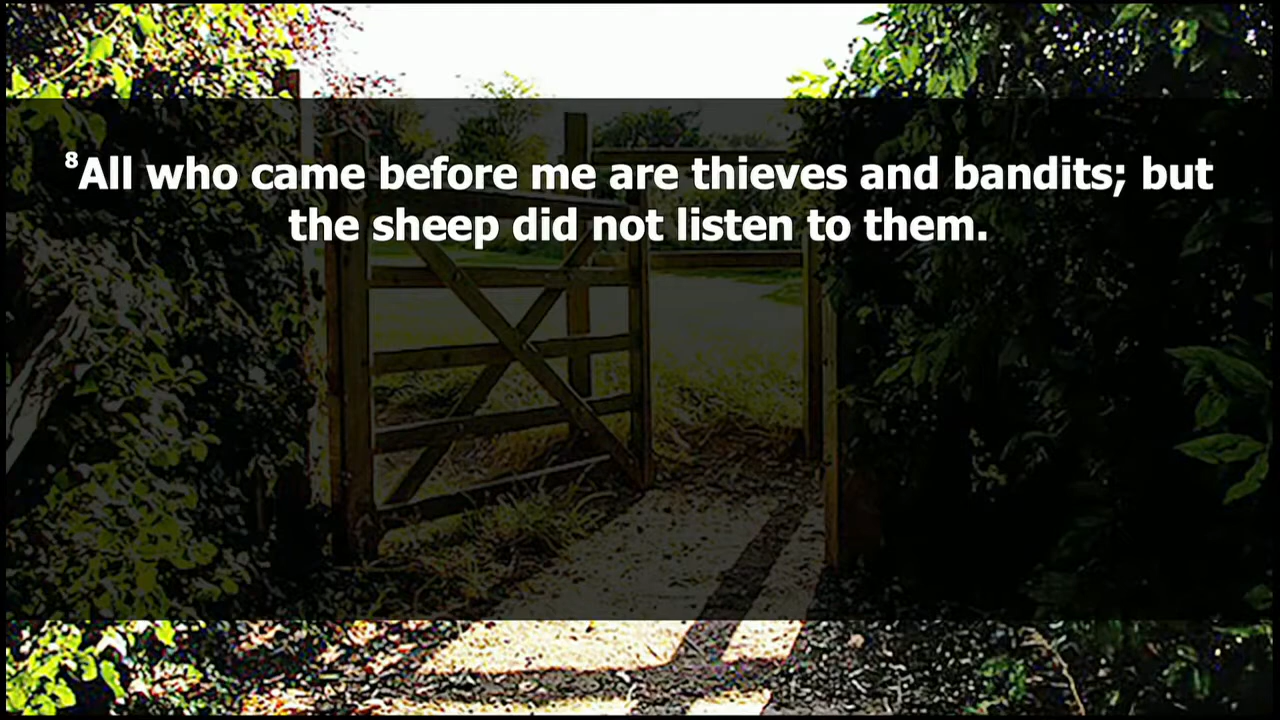 ⁸All who came before me are thieves and bandits; but
the sheep did not listen to them.